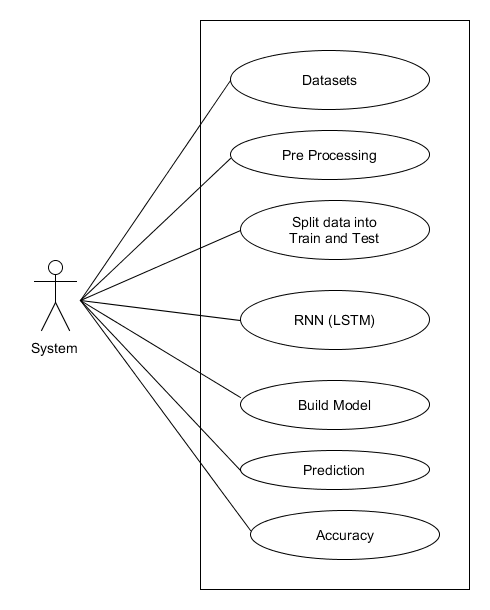 Datasets
Pre Processing
Split data into
Train and Test
RNN (LSTM)
System
Build Model
Prediction
Accuracy